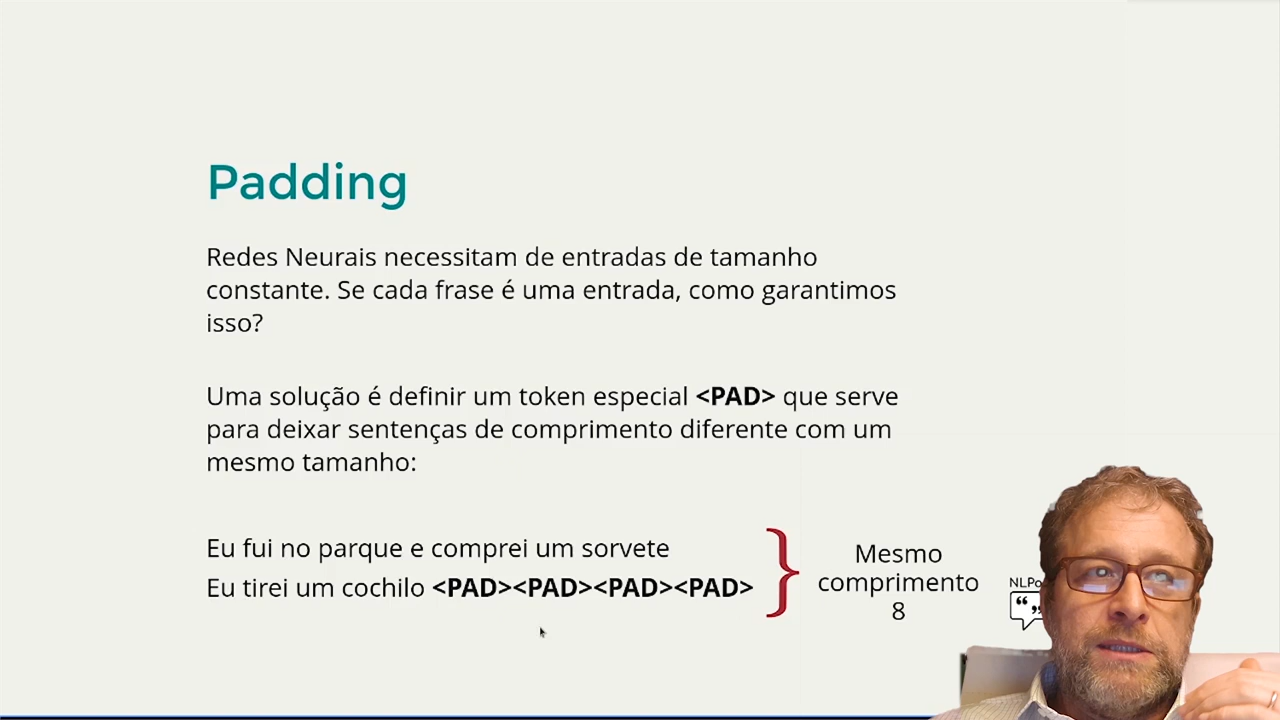 Padding
Redes Neurais necessitam de entradas de tamanho
constante. Se cada frase é uma entrada, como garantimos
isso?
Uma solução é definir um token especial <PAD> que serve
para deixar sentenças de comprimento diferente com um
mesmo tamanho:
Eu fui no parque e comprei um sorvete
Eu tirei um cochilo <PAD><PAD><PAD><PAD>
Mesmo
comprimento
8